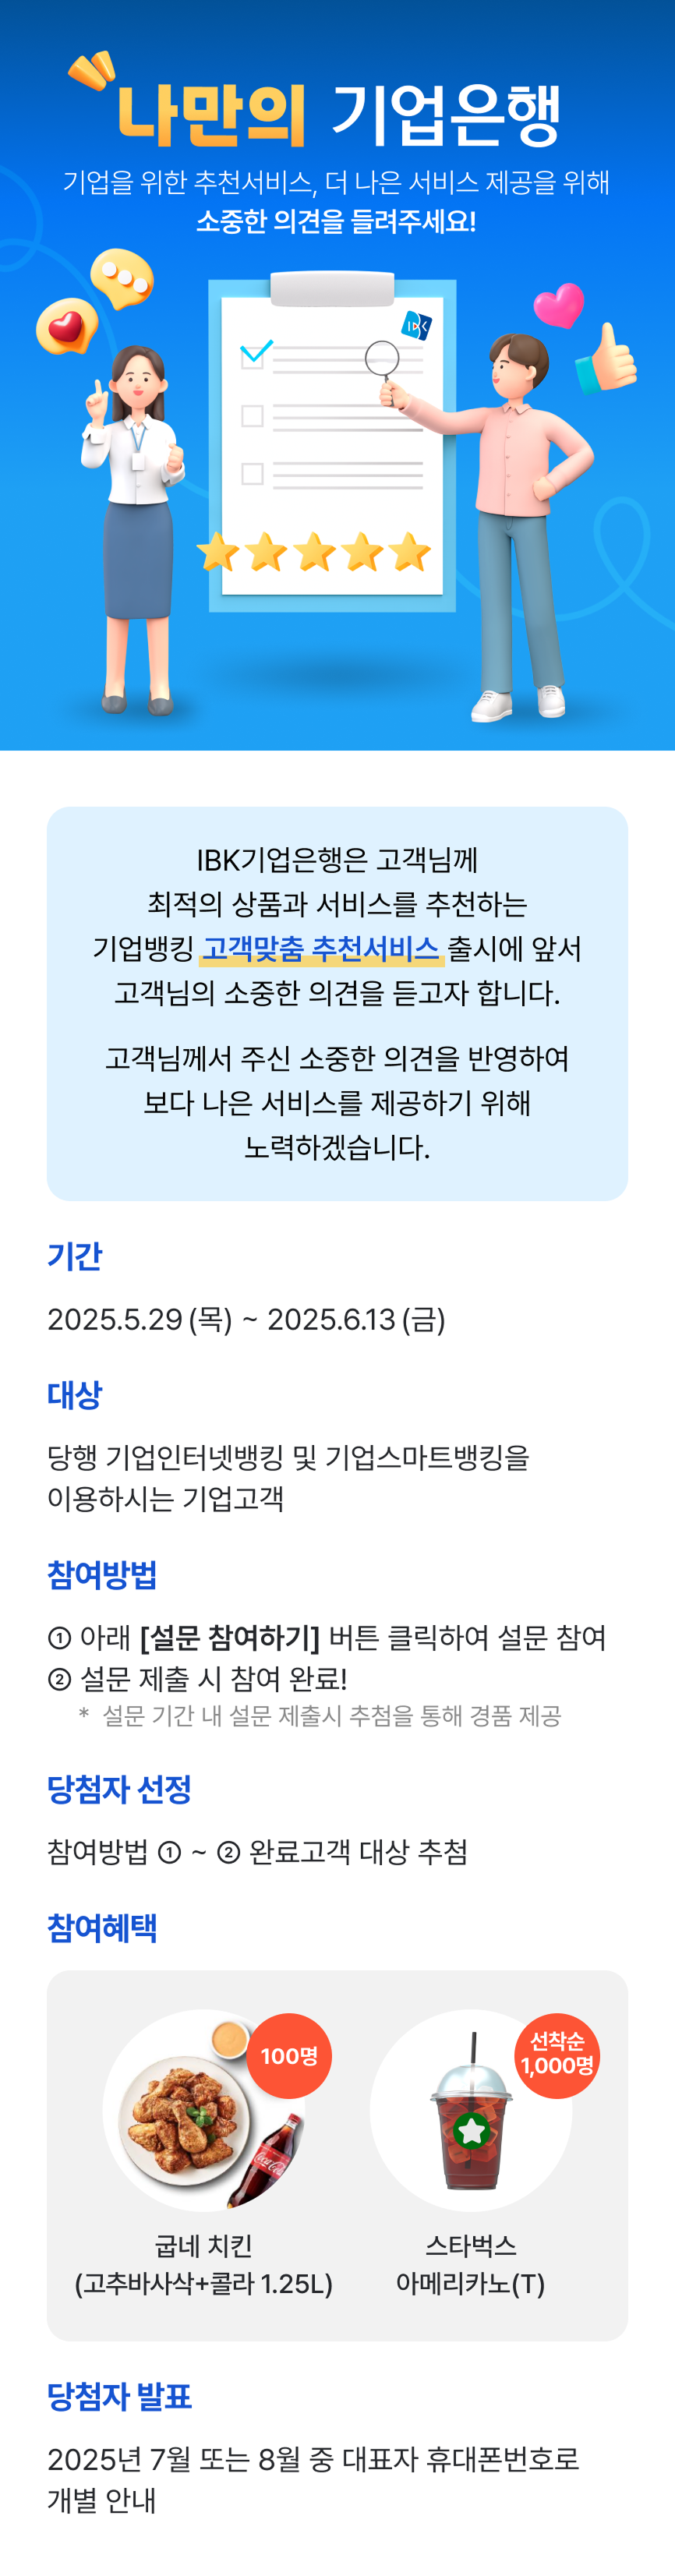 나만의 기업은행
기업을 위한 추천서비스, 더 나은 서비스 제공을 위해
소중한 의견을 들려주세요!
IBK
IBK기업은행은 고객님께
최적의 상품과 서비스를 추천하는
기업뱅킹 고객맞춤 추천서비스 출시에 앞서
고객님의 소중한 의견을 듣고자 합니다.
고객님께서 주신 소중한 의견을 반영하여
보다 나은 서비스를 제공하기 위해
노력하겠습니다.
기간
2025.5.29 (목) ~ 2025.6.13 (금)
대상
당행 기업인터넷뱅킹 및 기업스마트뱅킹을
이용하시는 기업고객
참여방법
① 아래 [설문 참여하기] 버튼 클릭하여 설문 참여
② 설문 제출 시 참여 완료!
* 설문 기간 내 설문 제출시 추첨을 통해 경품 제공
당첨자 선정
참여방법 ① ~ ② 완료고객 대상 추첨
참여혜택
100명
선착순
1,000명
Coca-Cola
굽네 치킨
(고추바사삭+콜라 1.25L)
스타벅스
아메리카노(T)
당첨자 발표
2025년 7월 또는 8월 중 대표자 휴대폰번호로
개별 안내